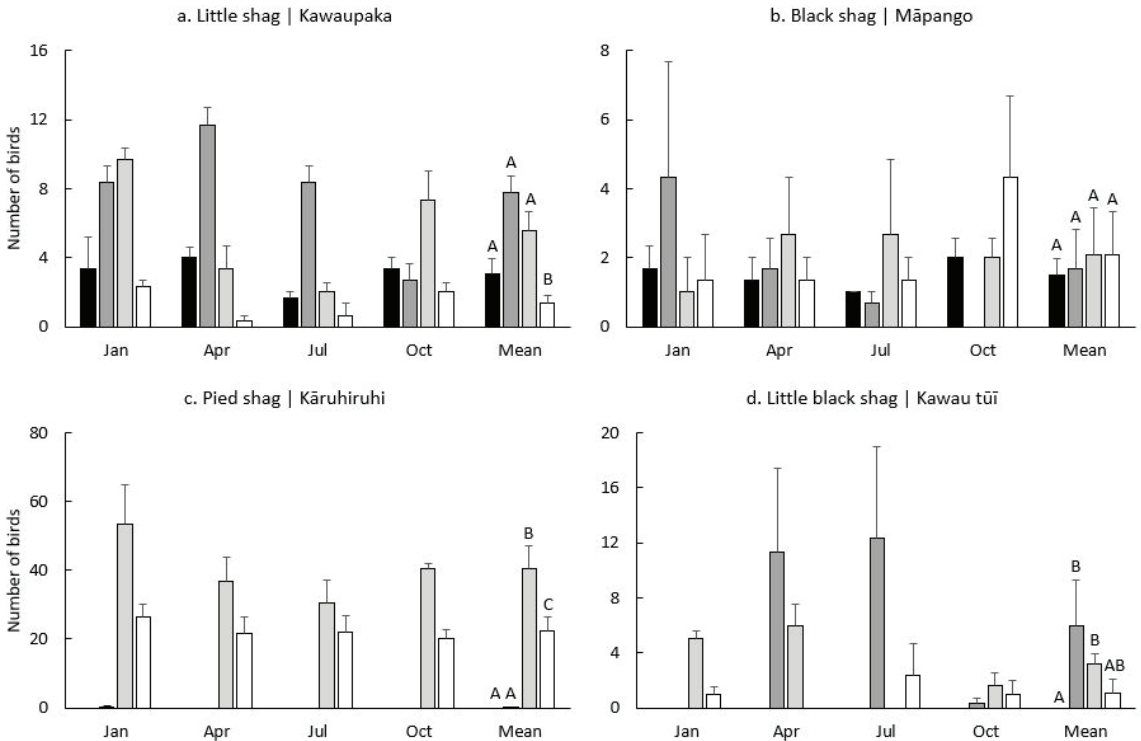 a. Little shag | Kawaupaka
16
12
8
4
0
Number of birds
A
A
A
B
Jan Apr Jul Oct Mean
b. Black shag | Māpango
8
6
4
2
0
A
A
A
A
Jan Apr Jul Oct Mean
c. Pied shag | Kāruhiruhi
80
60
40
20
0
Number of birds
A A
B
C
Jan Apr Jul Oct Mean
d. Little black shag | Kawau tūī
20
16
12
8
4
0
A
B
B
AB
Jan Apr Jul Oct Mean